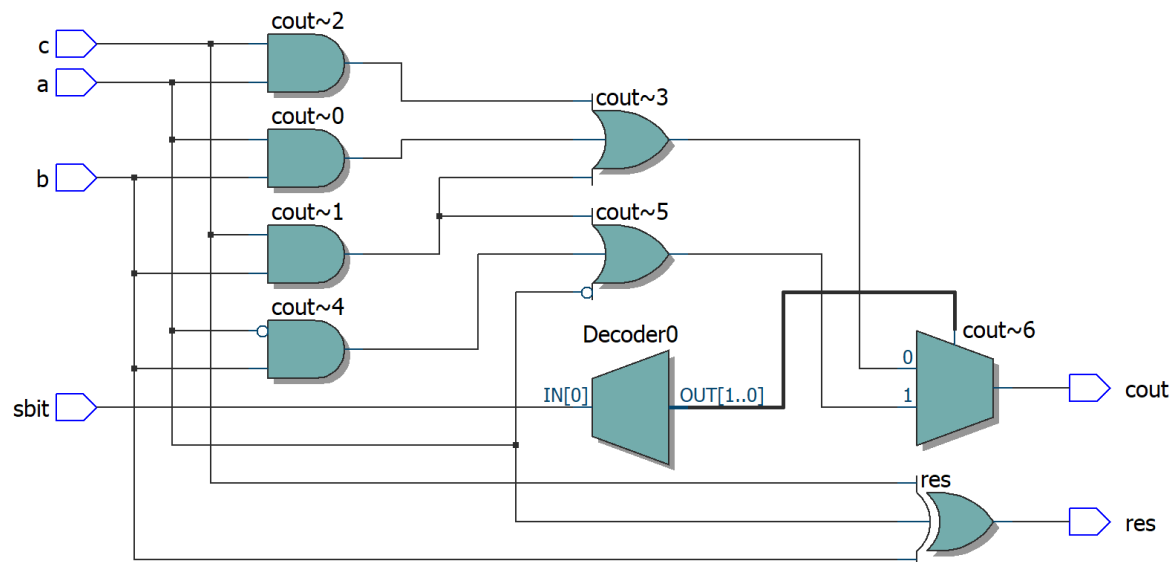 cout~2
c
a
cout~3
cout~0
b
cout~1
cout~5
cout~4
Decoder0
cout~6
0
IN[0]
OUT[1..0]
1
cout
sbit
res
res